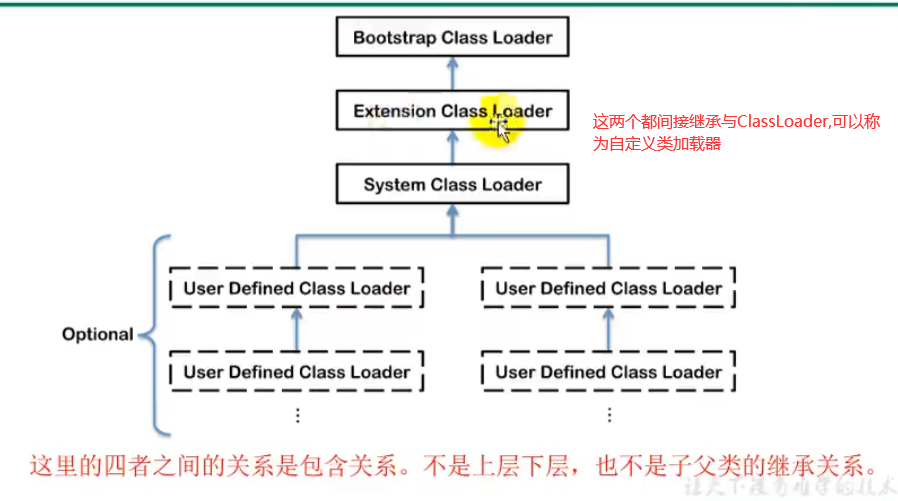 Bootstrap Class Loader
Extension Class Loader
这两个都间接继承与ClassLoader,可以称
为自定义类加载器
System Class Loader
User Defined Class Loader
User Defined Class Loader
Optional
User Defined Class Loader
User Defined Class Loader
这里的四者之间的关系是包含关系。不是上层下层，也不是子父类的继承关系。
让天下没有难学的技术